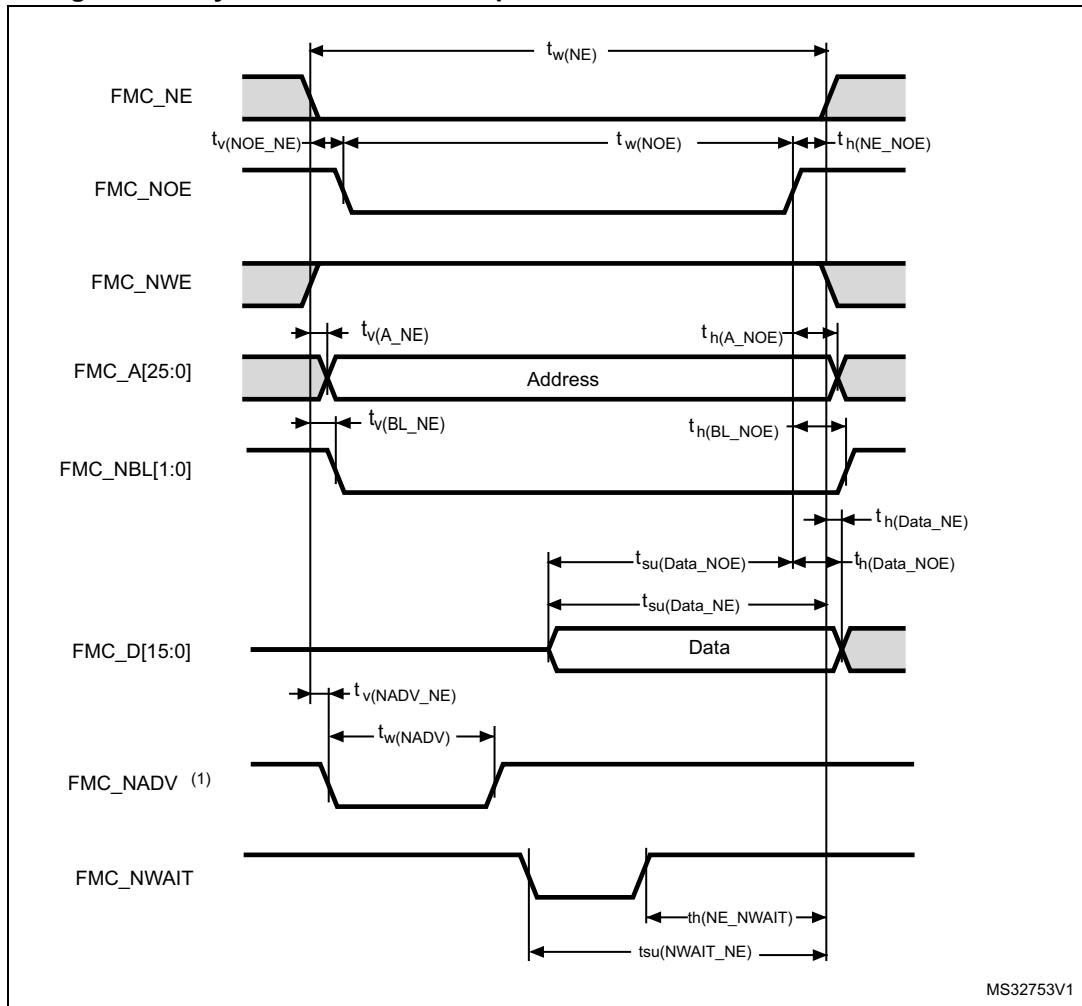 tw(NE)
FMC_NE
tv(NOE_NE)
tw(NOE)
th(NE_NOE)
FMC_NOE
FMC_NWE
tv(A_NE)
th(A_NOE)
FMC_A[25:0]
Address
tv(BL_NE)
th(BL_NOE)
FMC_NBL[1:0]
th(Data_NE)
tsu(Data_NOE)
th(Data_NOE)
tsu(Data_NE)
FMC_D[15:0]
Data
tv(NADV_NE)
tw(NADV)
FMC_NADV (1)
FMC_NWAIT
th(NE_NWAIT)
tsu(NWAIT_NE)
MS32753V1